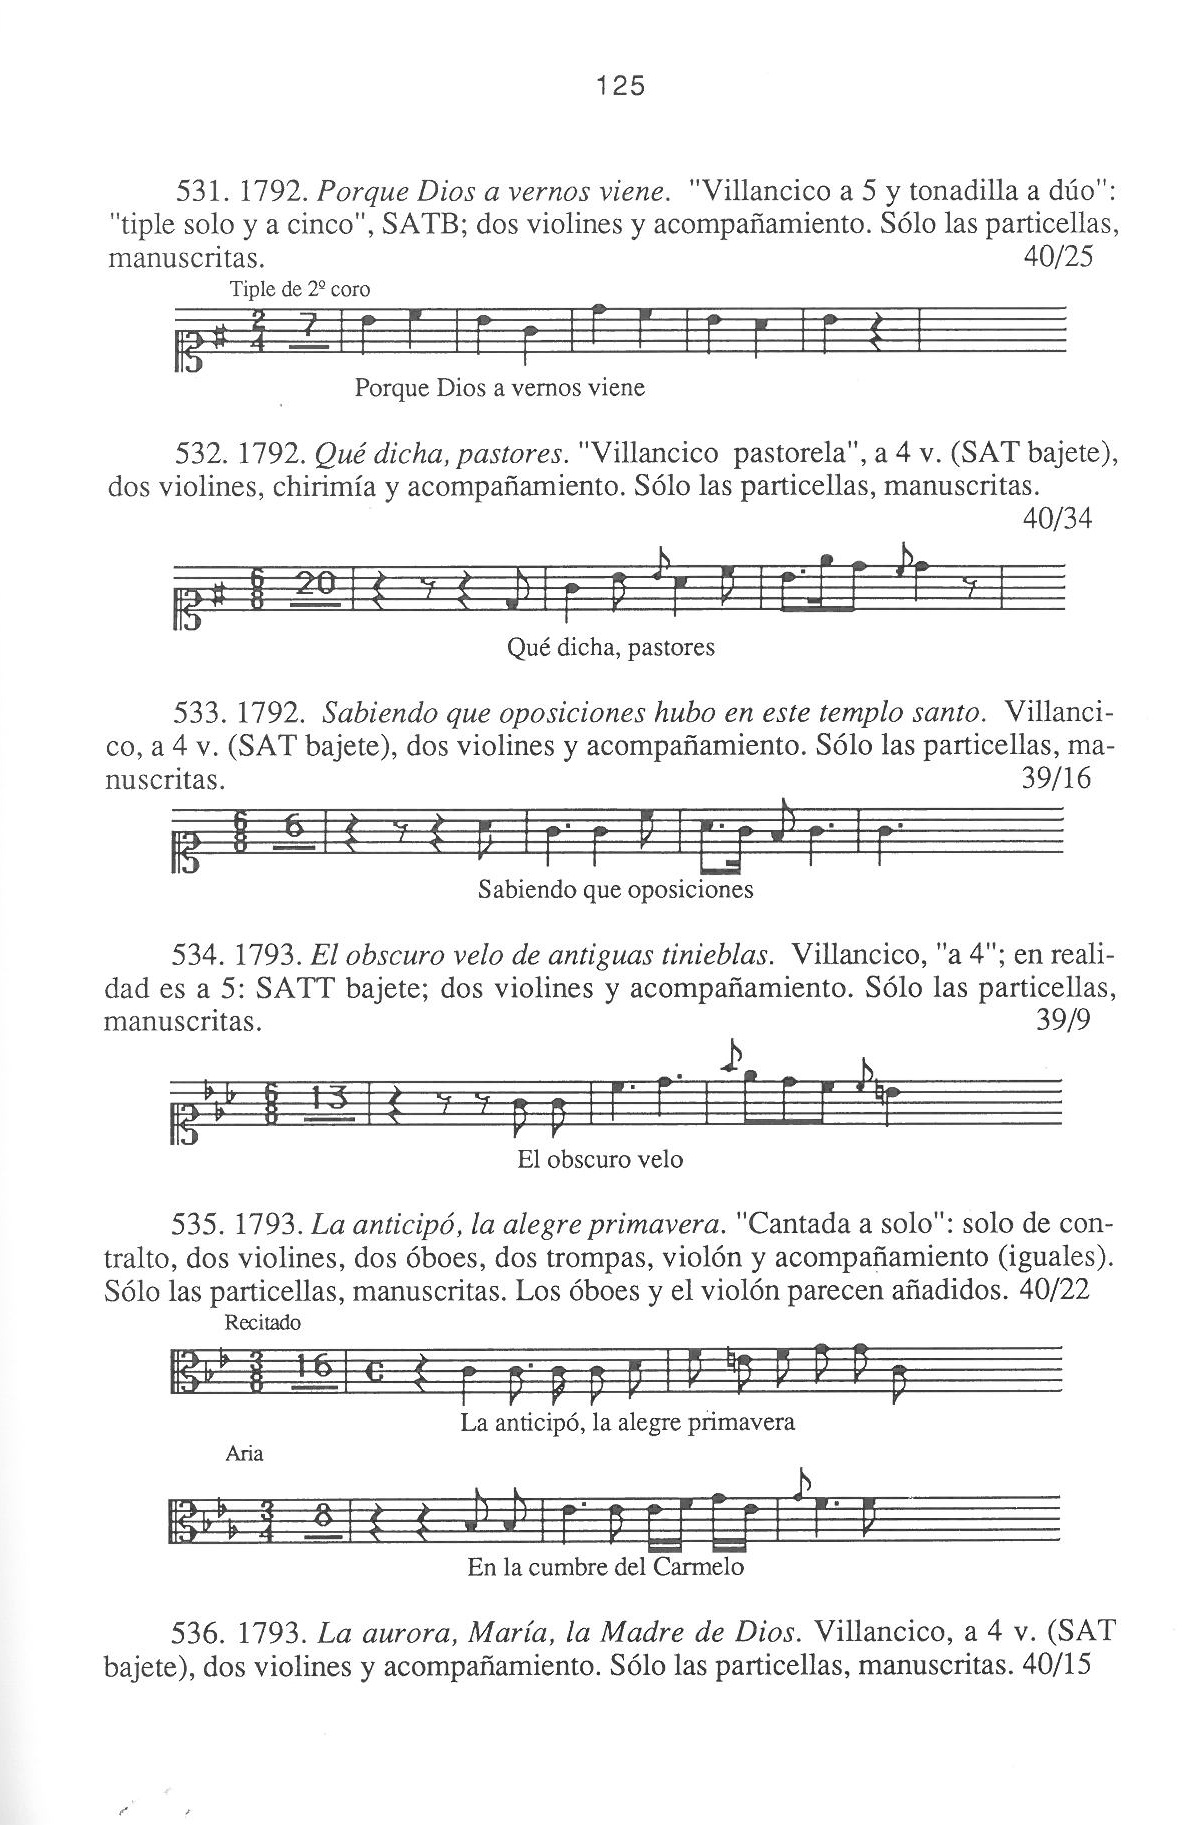 125
531. 1792. Porque Dios a vernos viene. "Villancico a 5 y tonadilla a dúo":
"tiple solo y a cinco", SATB; dos violines y acompañamiento. Sólo las particellas,
manuscritas. 40/25
Tiple de 2º coro
2 4 7
Porque Dios a vernos viene
532. 1792. Qué dicha, pastores. "Villancico pastorela", a 4 v. (SAT bajete),
dos violines, chirimía y acompañamiento. Sólo las particellas, manuscritas.
40/34
6 8 20
Qué dicha, pastores
533. 1792. Sabiendo que oposiciones hubo en este templo santo. Villanci-
co, a 4 v. (SAT bajete), dos violines y acompañamiento. Sólo las particellas, ma-
nuscritas. 39/16
6 8 6
Sabiendo que oposiciones
534. 1793. El obscuro velo de antiguas tinieblas. Villancico, "a 4"; en reali-
dad es a 5: SATT bajete; dos violines y acompañamiento. Sólo las particellas,
manuscritas. 39/9
6 8 13
El obscuro velo
535. 1793. La anticipó, la alegre primavera. "Cantada a solo": solo de con-
tralto, dos violines, dos óboes, dos trompas, violón y acompañamiento (iguales).
Sólo las particellas, manuscritas. Los óboes y el violón parecen añadidos. 40/22
Recitado
3 8 16 C
La anticipó, la alegre primavera
Aria
3 4 8
En la cumbre del Carmelo
536. 1793. La aurora, María, la Madre de Dios. Villancico, a 4 v. (SAT
bajete), dos violines y acompañamiento. Sólo las particellas, manuscritas. 40/15